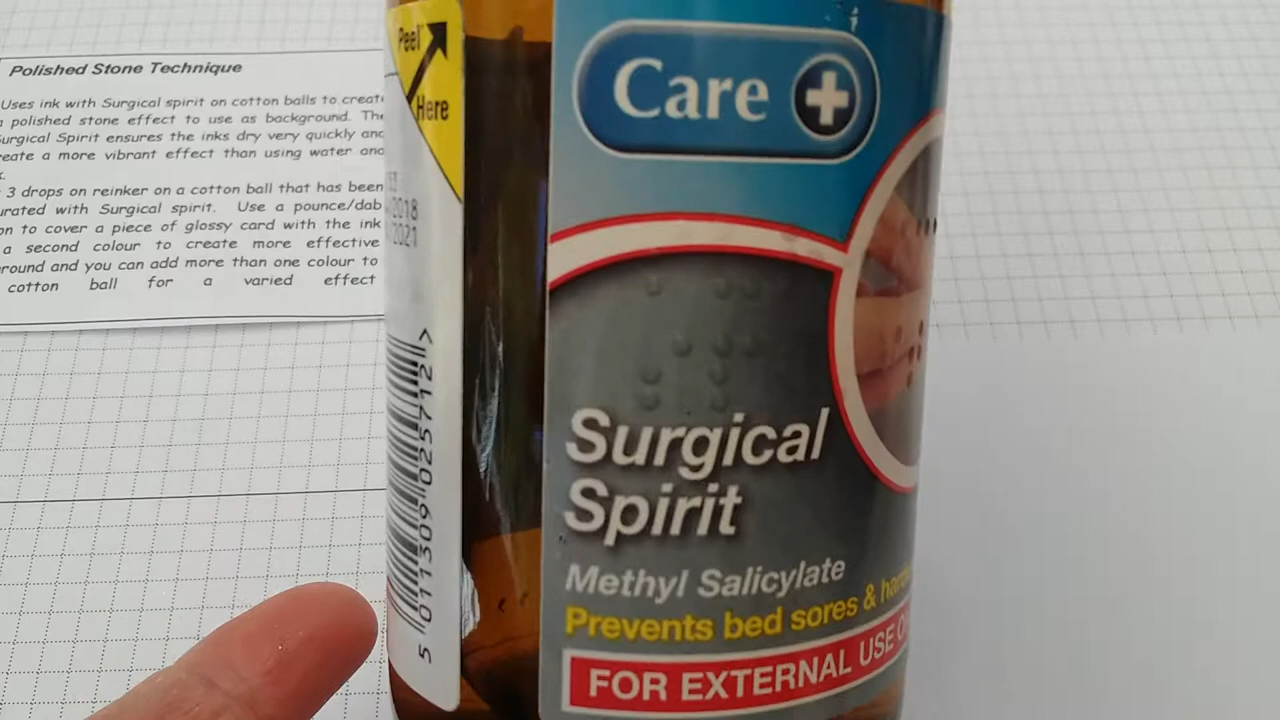 Polished Stone Technique
Uses ink with Surgical spirit on cotton balls to create
a polished stone effect to use as background. The
Surgical Spirit ensures the inks dry very quickly and
create a more vibrant effect than using water and
3 drops on reinker on a cotton ball that has been
Surgical spirit. Use a pounce/dab
to cover a piece of glossy card with the ink
a second colour to create more effective
and you can add more than one colour to
cotton ball for a varied effect
Peel
Here
2018
2021
5 011309 025712 >
Care
Surgical
Spirit
Methyl Salicylate
Prevents bed sores &
FOR EXTERNAL USE